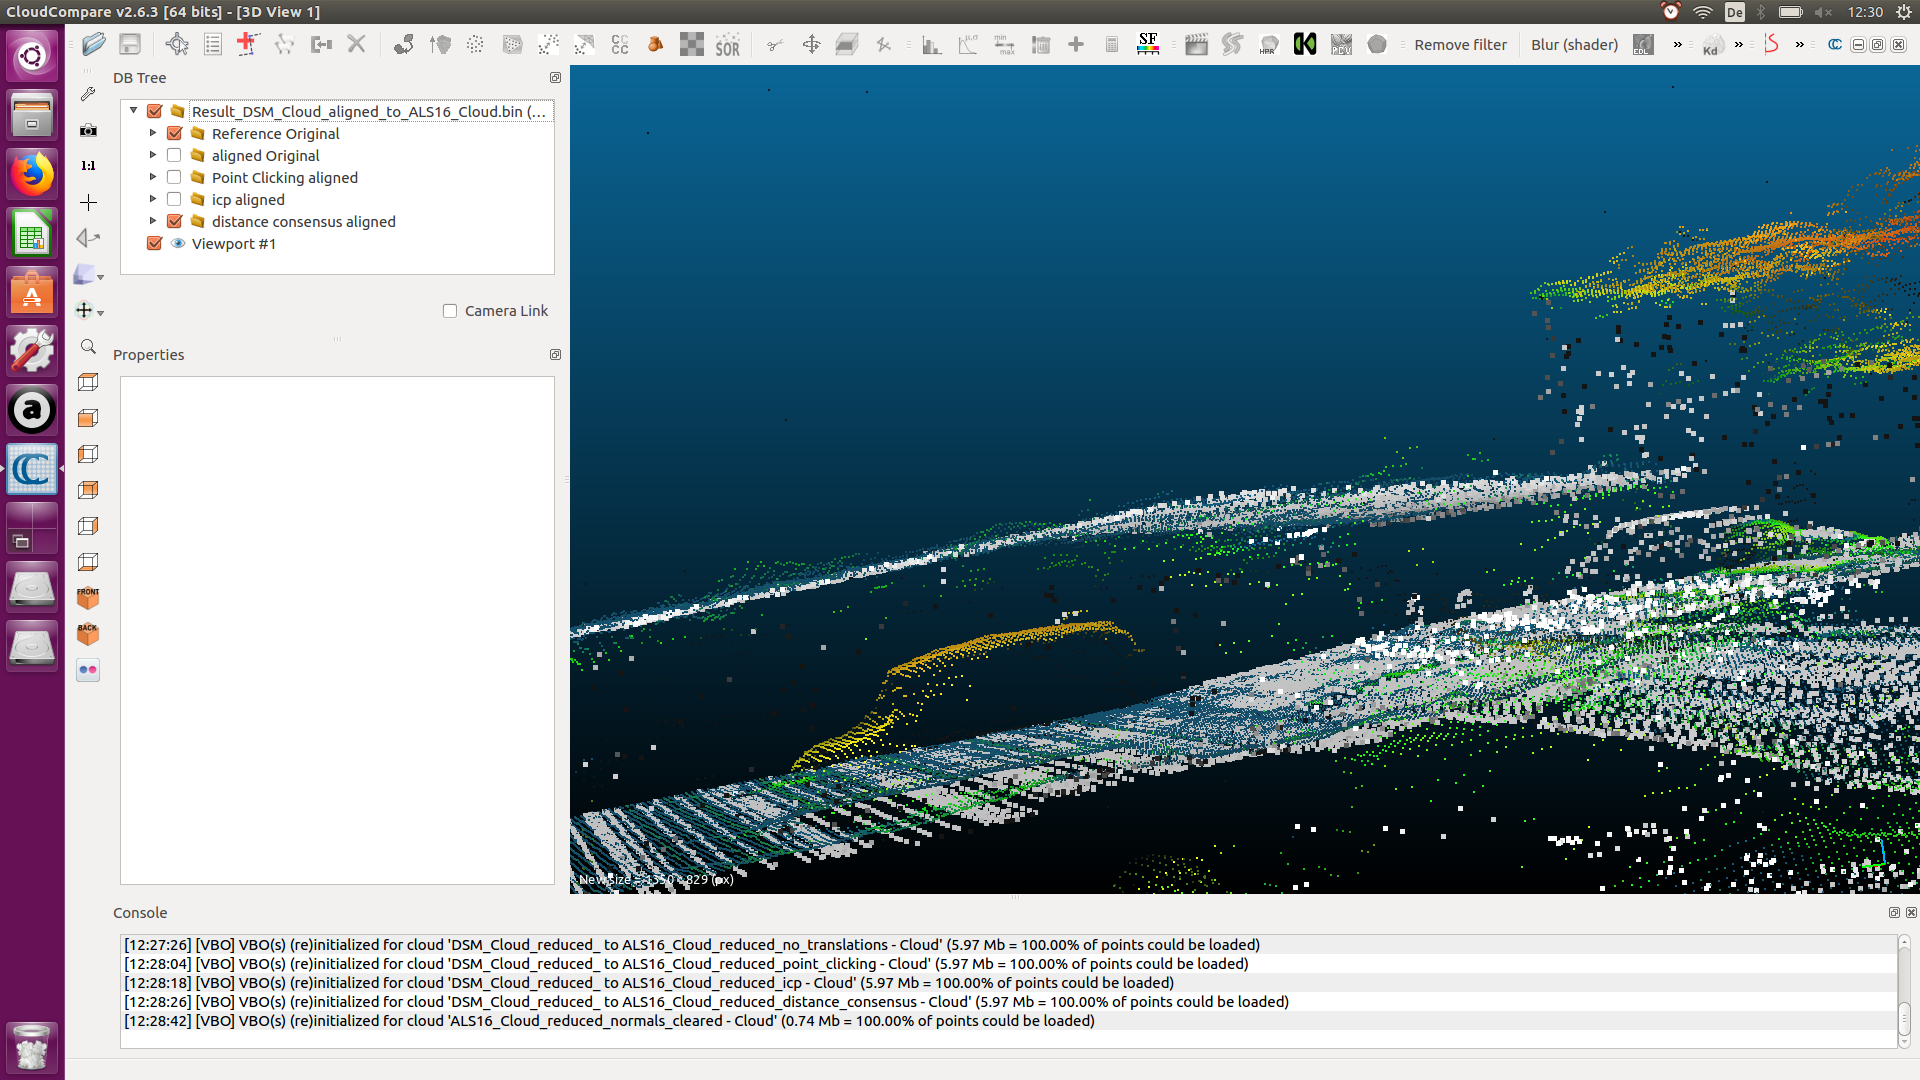 CloudCompare v2.6.3 [64 bits] - [3D View 1]
De
12:30
C C
C C
SOR
min
max
SF
HPR
PCV
Remove filter
Blur (shader)
EDL
»
Kd
»
»
DB Tree
Result_DSM_Cloud_aligned_to_ALS16_Cloud.bin (...
Reference Original
aligned Original
Point Clicking aligned
icp aligned
distance consensus aligned
Viewport #1
1:1
Camera Link
Properties
FRONT
BACK
New size = 1350 * 829 (px)
Console
[12:27:26] [VBO] VBO(s) (re)initialized for cloud 'DSM_Cloud_reduced_ to ALS16_Cloud_reduced_no_translations - Cloud' (5.97 Mb = 100.00% of points could be loaded)
[12:28:04] [VBO] VBO(s) (re)initialized for cloud 'DSM_Cloud_reduced_ to ALS16_Cloud_reduced_point_clicking - Cloud' (5.97 Mb = 100.00% of points could be loaded)
[12:28:18] [VBO] VBO(s) (re)initialized for cloud 'DSM_Cloud_reduced_ to ALS16_Cloud_reduced_icp - Cloud' (5.97 Mb = 100.00% of points could be loaded)
[12:28:26] [VBO] VBO(s) (re)initialized for cloud 'DSM_Cloud_reduced_ to ALS16_Cloud_reduced_distance_consensus - Cloud' (5.97 Mb = 100.00% of points could be loaded)
[12:28:42] [VBO] VBO(s) (re)initialized for cloud 'ALS16_Cloud_reduced_normals_cleared - Cloud' (0.74 Mb = 100.00% of points could be loaded)